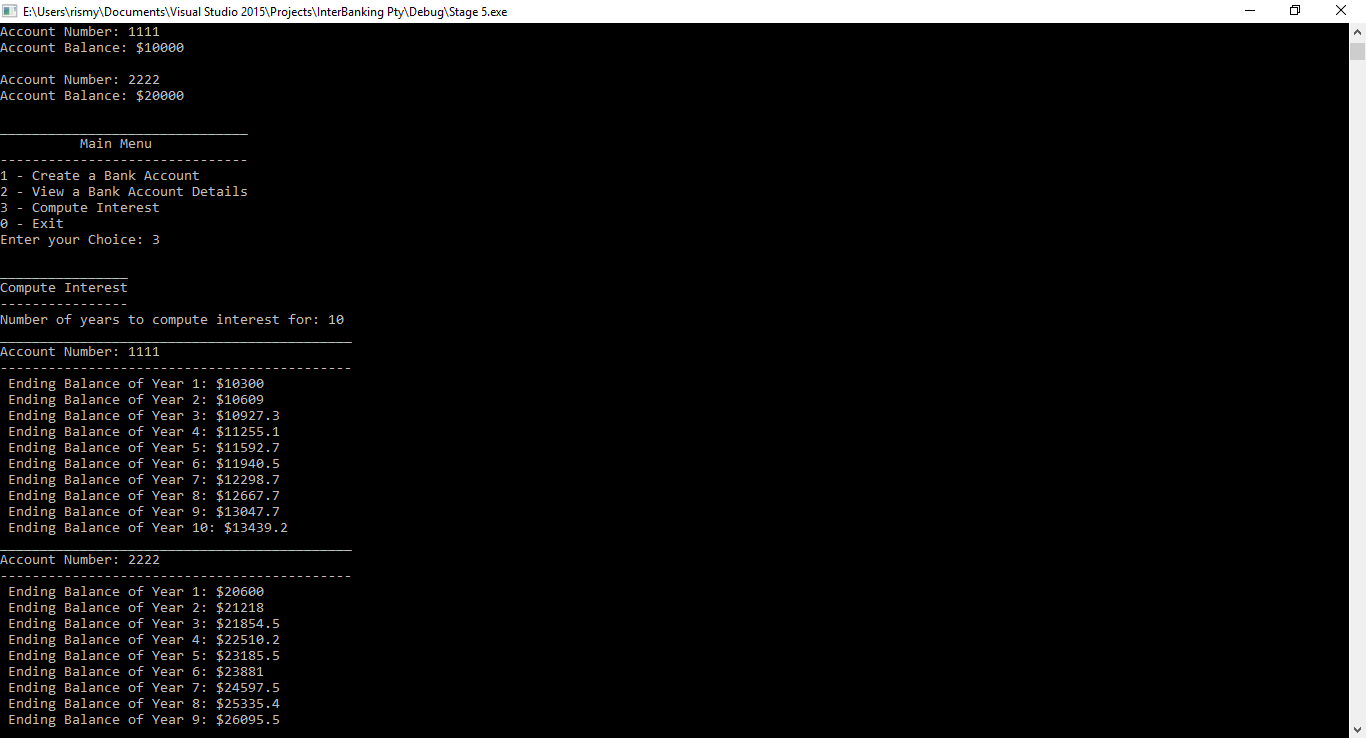 E:\Users\rismy\Documents\Visual Studio 2015\Projects\InterBanking Pty\Debug\Stage 5.exe
Account Number: 1111
Account Balance: $10000
Account Number: 2222
Account Balance: $20000
_______________________________
Main Menu
-------------------------------
1 - Create a Bank Account
2 - View a Bank Account Details
3 - Compute Interest
0 - Exit
Enter your Choice: 3
________________
Compute Interest
----------------
Number of years to compute interest for: 10
____________________________________________
Account Number: 1111
--------------------------------------------
Ending Balance of Year 1: $10300
Ending Balance of Year 2: $10609
Ending Balance of Year 3: $10927.3
Ending Balance of Year 4: $11255.1
Ending Balance of Year 5: $11592.7
Ending Balance of Year 6: $11940.5
Ending Balance of Year 7: $12298.7
Ending Balance of Year 8: $12667.7
Ending Balance of Year 9: $13047.7
Ending Balance of Year 10: $13439.2
____________________________________________
Account Number: 2222
--------------------------------------------
Ending Balance of Year 1: $20600
Ending Balance of Year 2: $21218
Ending Balance of Year 3: $21854.5
Ending Balance of Year 4: $22510.2
Ending Balance of Year 5: $23185.5
Ending Balance of Year 6: $23881
Ending Balance of Year 7: $24597.5
Ending Balance of Year 8: $25335.4
Ending Balance of Year 9: $26095.5